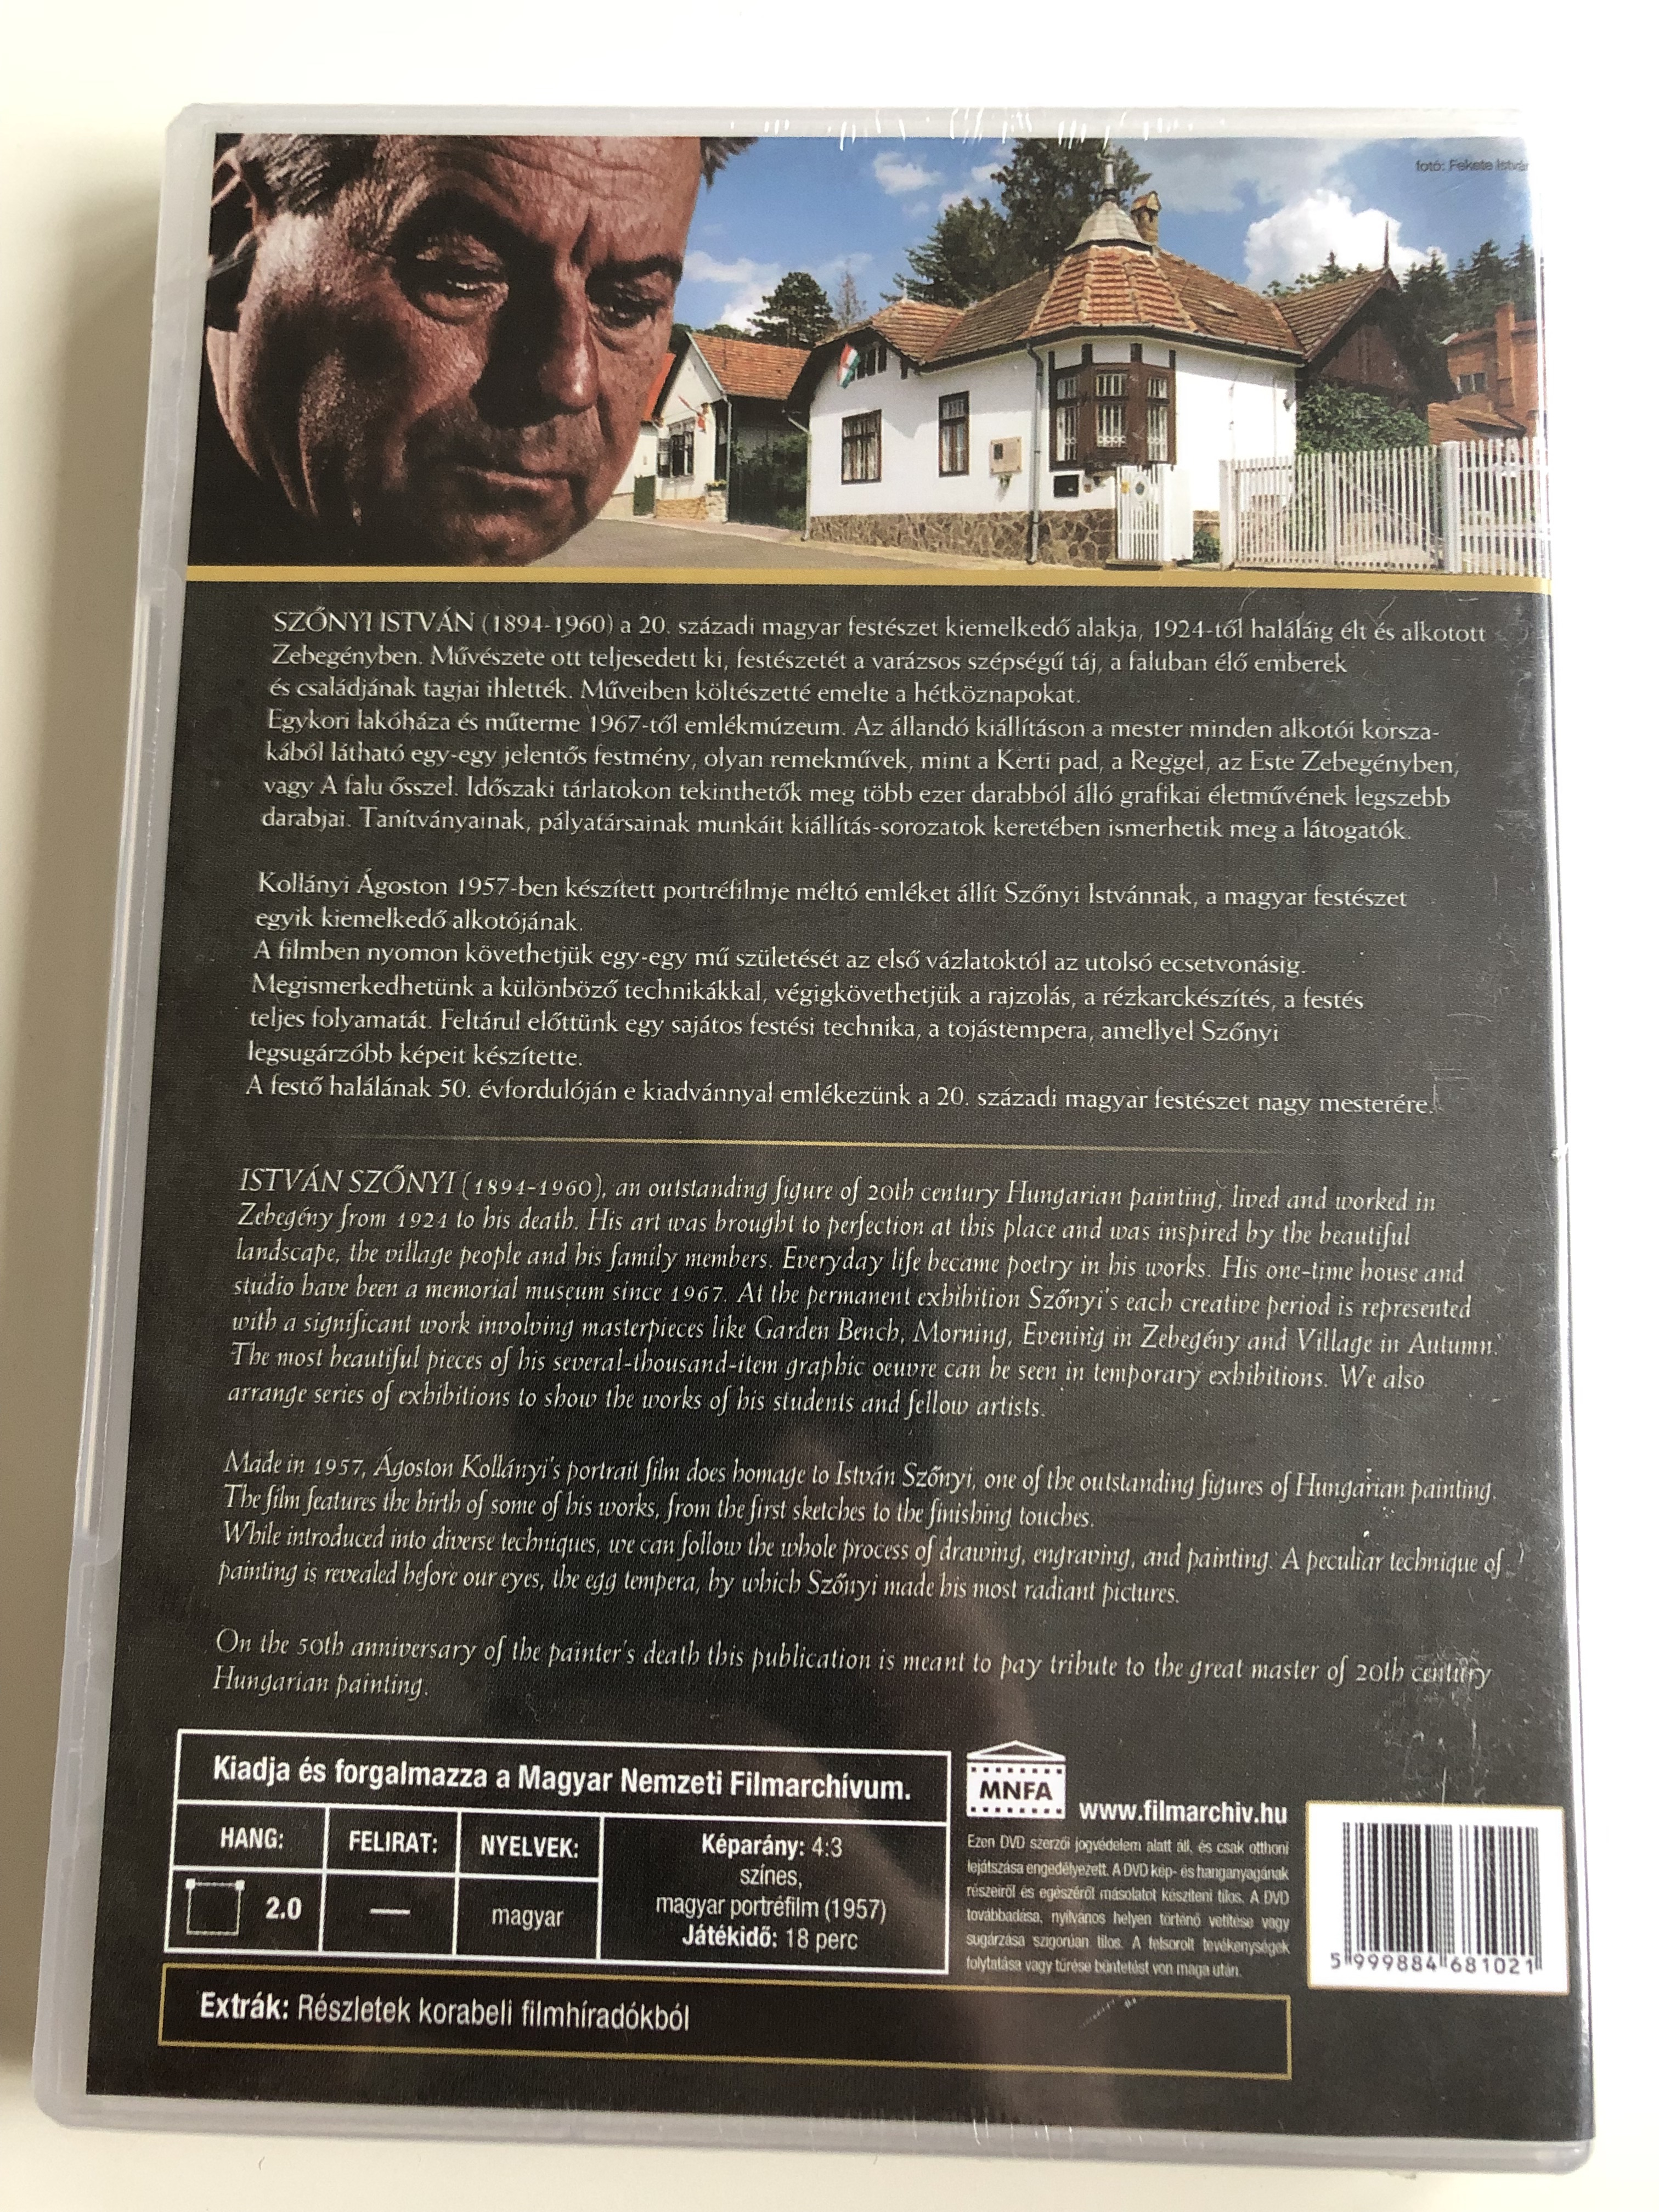 fotó: Fekete
SZŐNYI ISTVÁN (1894-1960) a 20. századi magyar festészet kiemelkedő alakja, 1924-től haláláig élt és alkotott
Zebegényben. Művészete ott teljesedett ki, festészetét a varázsos szépségű táj, a faluban élő emberek
és családjának tagjai ihlették. Műveiben költészetté emelte a hétköznapokat.
Egykori lakóháza és műterme 1967-től emlékmúzeum. Az állandó kiállításon a mester minden alkotói korsza-
kából látható egy-egy jelentős festmény, olyan remekművek, mint a Kerti pad, a Reggel, az Este Zebegényben,
vagy A falu ősszel. Időszaki tárlatokon tekinthetők meg több ezer darabból álló grafikai életművének legszebb
darabjai. Tanítványainak, pályatársainak munkáit kiállítás-sorozatok keretében ismerhetik meg a látogatók.
Kollányi Ágoston 1957-ben készített portréfilmje méltó emléket állít Szőnyi Istvánnak, a magyar festészet
egyik kiemelkedő alkotójának.
A filmben nyomon követhetjük egy-egy mű születését az első vázlatoktól az utolsó ecsetvonásig.
Megismerkedhetünk a különböző technikákkal, végigkövethetjük a rajzolás, a rézkarckészítés, a festés
teljes folyamatát. Feltárul előttünk egy sajátos festési technika, a tojástempera, amellyel Szőnyi
legsugárzóbb képeit készítette.
A festő halálának 50. évfordulóján e kiadvánnyal emlékezünk a 20. századi magyar festészet nagy mesterére.
ISTVÁN SZŐNYI (1894-1960), an outstanding figure of 20th century Hungarian painting, lived and worked in
Zebegény from 1924 to his death. His art was brought to perfection at this place and was inspired by the beautiful
landscape, the village people and his family members. Everyday life became poetry in his works. His one-time house and
studio have been a memorial museum since 1967. At the permanent exhibition Szőnyi's each creative period is represented
with a significant work involving masterpieces like Garden Bench, Morning, Evening in Zebegény and Village in Autumn.
The most beautiful pieces of his several-thousand-item graphic oeuvre can be seen in temporary exhibitions. We also
arrange series of exhibitions to show the works of his students and fellow artists.
Made in 1957, Ágoston Kollányi's portrait film does homage to István Szőnyi, one of the outstanding figures of Hungarian painting.
The film features the birth of some of his works, from the first sketches to the finishing touches.
While introduced into diverse techniques, we can follow the whole process of drawing, engraving, and painting. A peculiar technique of
painting is revealed before our eyes, the egg tempera, by which Szőnyi made his most radiant pictures.
On the 50th anniversary of the painter's death this publication is meant to pay tribute to the great master of 20th century
Hungarian painting.
Kiadja és forgalmazza a Magyar Nemzeti Filmarchívum.
HANG:
2.0
FELIRAT:
—
NYELVEK:
magyar
Képarány: 4:3
színes,
magyar portréfilm (1957)
Játékidő: 18 perc
MNFA
www.filmarchiv.hu
Ezen DVD szerzői jogvédelem alatt áll, és csak otthoni
lejátszása engedélyezett. A DVD kép- és hanganyagának
részeiről és egészéről másolatot készíteni tilos. A DVD
továbbadása, nyilvános helyen történő vetítése vagy
sugárzása szigorúan tilos. A felsorolt tevékenységek
folytatása vagy tűrése büntetést von maga után.
5 999884 681021
Extrák: Részletek korabeli filmhíradókból